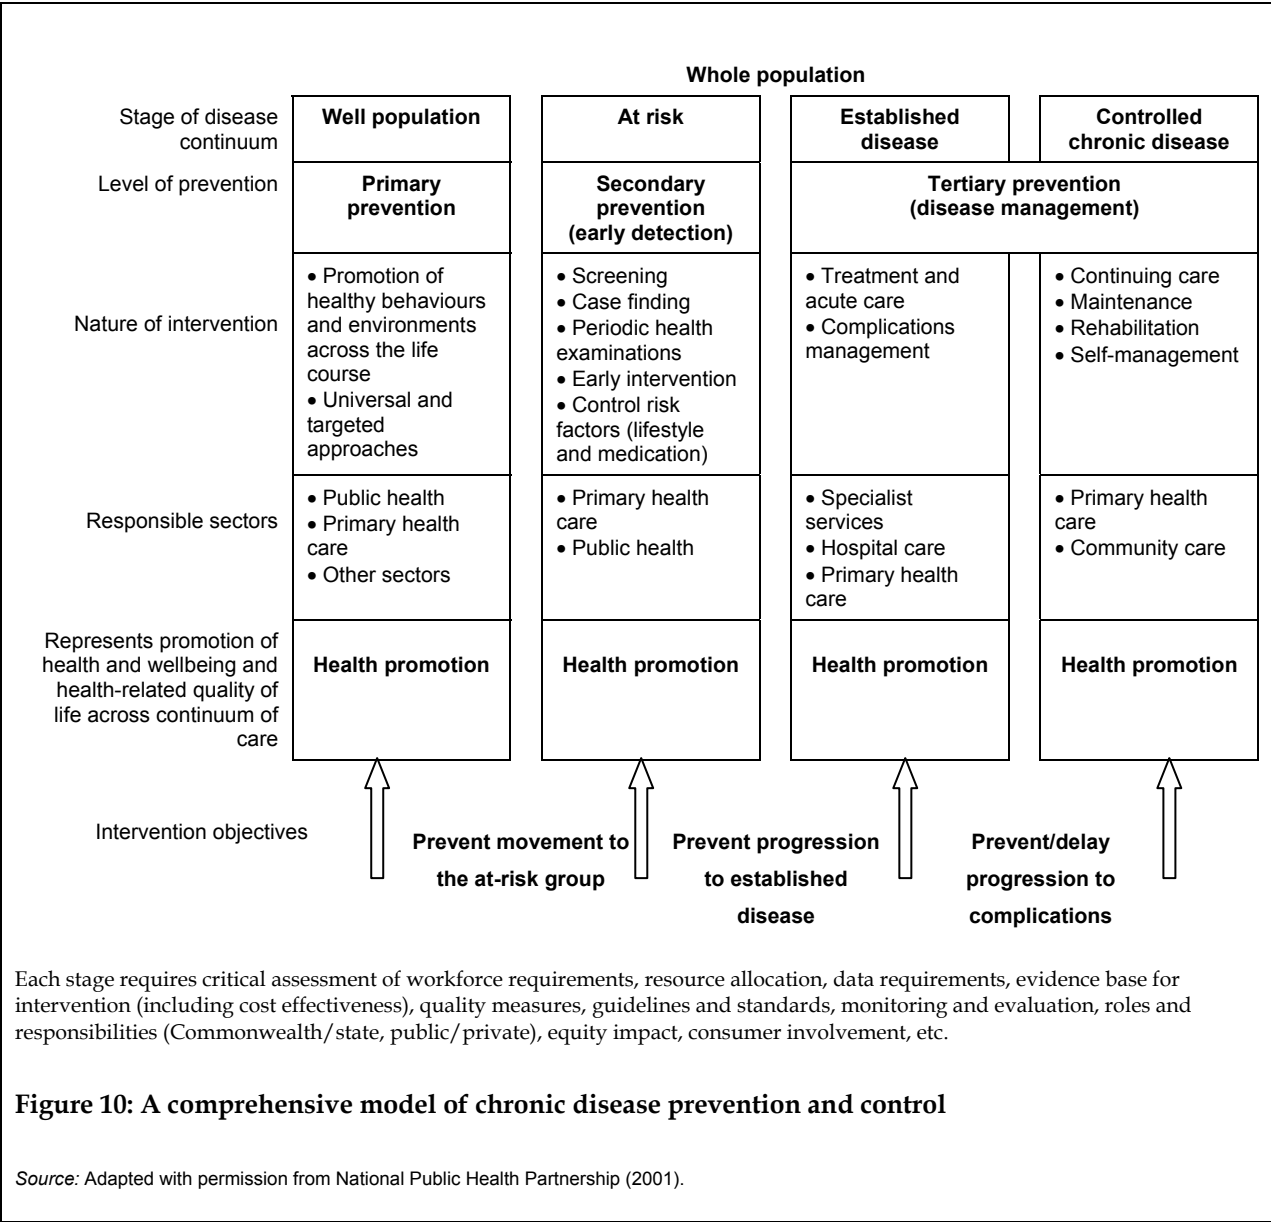 Whole population
Stage of disease
continuum
Well population
At risk
Established
disease
Controlled
chronic disease
Level of prevention
Primary
prevention
Secondary
prevention
(early detection)
Tertiary prevention
(disease management)
Nature of intervention
• Promotion of
healthy behaviours
and environments
across the life
course
• Universal and
targeted
approaches
• Screening
• Case finding
• Periodic health
examinations
• Early intervention
• Control risk
factors (lifestyle
and medication)
• Treatment and
acute care
• Complications
management
• Continuing care
• Maintenance
• Rehabilitation
• Self-management
Responsible sectors
• Public health
• Primary health
care
• Other sectors
• Primary health
care
• Public health
• Specialist
services
• Hospital care
• Primary health
care
• Primary health
care
• Community care
Represents promotion of
health and wellbeing and
health-related quality of
life across continuum of
care
Health promotion
Health promotion
Health promotion
Health promotion
Intervention objectives
Prevent movement to
the at-risk group
Prevent progression
to established
disease
Prevent/delay
progression to
complications
Each stage requires critical assessment of workforce requirements, resource allocation, data requirements, evidence base for
intervention (including cost effectiveness), quality measures, guidelines and standards, monitoring and evaluation, roles and
responsibilities (Commonwealth/state, public/private), equity impact, consumer involvement, etc.
Figure 10: A comprehensive model of chronic disease prevention and control
Source: Adapted with permission from National Public Health Partnership (2001).